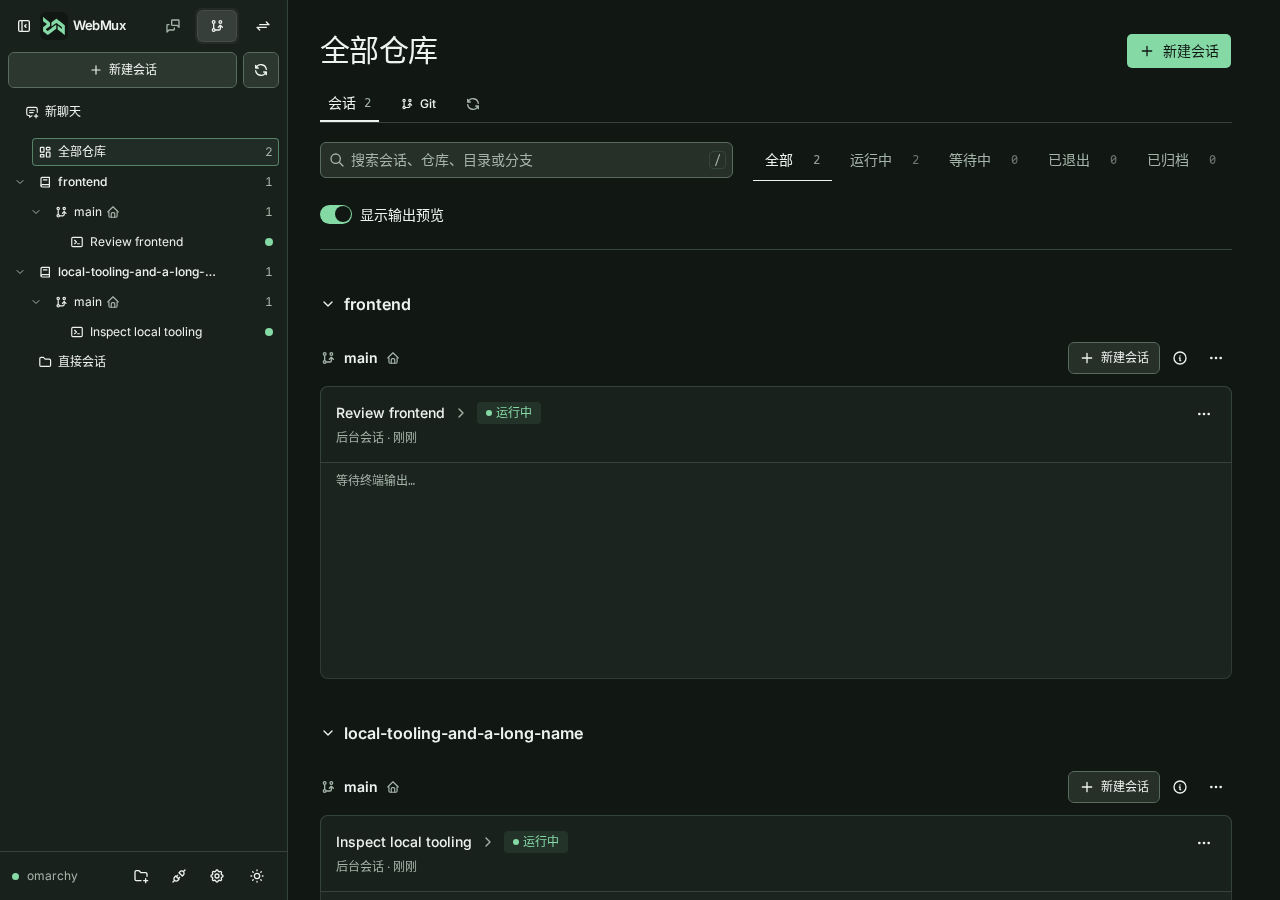 WebMux
新建会话
新聊天
全部仓库 2
frontend 1
main 1
Review frontend
local-tooling-and-a-long-... 1
main 1
Inspect local tooling
直接会话
omarchy
全部仓库
新建会话
会话 2 Git
搜索会话、仓库、目录或分支 /
全部 2 运行中 2 等待中 0 已退出 0 已归档 0
显示输出预览
frontend
main
新建会话
Review frontend 运行中
后台会话 · 刚刚
等待终端输出…
local-tooling-and-a-long-name
main
新建会话
Inspect local tooling 运行中
后台会话 · 刚刚